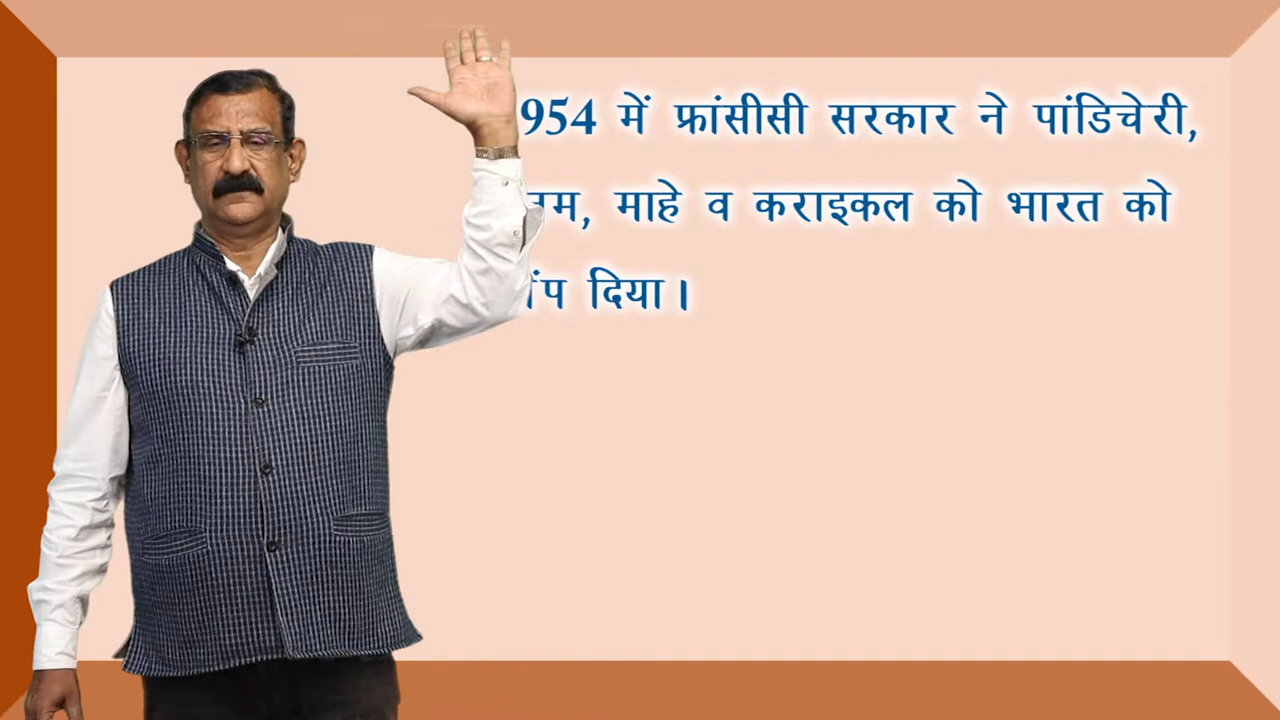 954 में फ्रांसीसी सरकार ने पांडिचेरी,
माहे व कराइकल को भारत को
दिया।